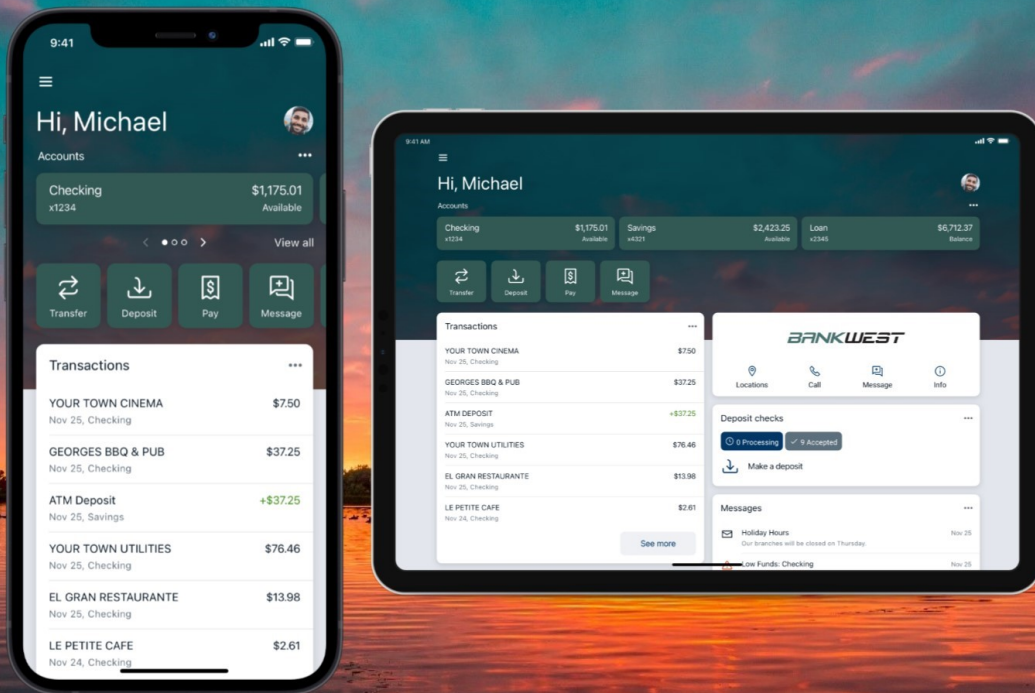 9:41
Hi, Michael
Accounts
Checking $1,175.01
x1234 Available
View all
Transfer Deposit Pay Message
Transactions
YOUR TOWN CINEMA $7.50
Nov 25, Checking
GEORGES BBQ & PUB $37.25
Nov 25, Checking
ATM Deposit +$37.25
Nov 25, Savings
YOUR TOWN UTILITIES $76.46
Nov 25, Checking
EL GRAN RESTAURANTE $13.98
Nov 25, Checking
LE PETITE CAFE $2.61
Nov 24, Checking
9:41 AM
Hi, Michael
Accounts
Checking $1,175.01
x1234 Available
Savings $2,423.25
x4321 Available
Loan $6,712.37
x2345 Balance
Transfer Deposit Pay Message
Transactions
YOUR TOWN CINEMA $7.50
Nov 25, Checking
GEORGES BBQ & PUB $37.25
Nov 25, Checking
ATM DEPOSIT +$37.25
Nov 25, Savings
YOUR TOWN UTILITIES $76.46
Nov 25, Checking
EL GRAN RESTAURANTE $13.98
Nov 25, Checking
LE PETITE CAFE $2.61
Nov 24, Checking
See more
BANKWEST
Locations Call Message Info
Deposit checks
0 Processing 9 Accepted
Make a deposit
Messages
Holiday Hours Nov 25
Our branches will be closed on Thursday.
Low Funds: Checking Nov 25